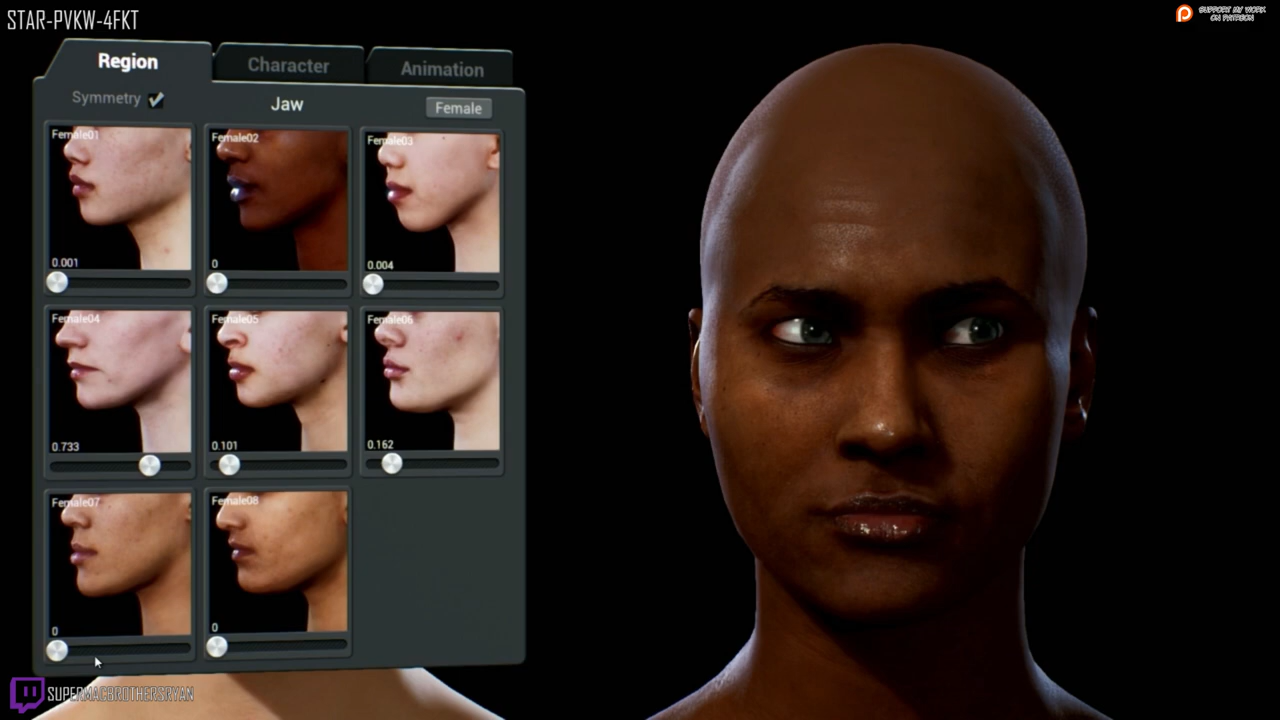 STAR-PVKW-4FKT
SUPPORT MY WORK
ON PATREON
Region
Character
Animation
Symmetry
Jaw
Female
Female01
Female02
Female03
0.001
0
0.004
Female04
Female05
Female06
0.733
0.101
0.162
Female07
Female08
0
0
SUPERMACBROTHERSRYAN